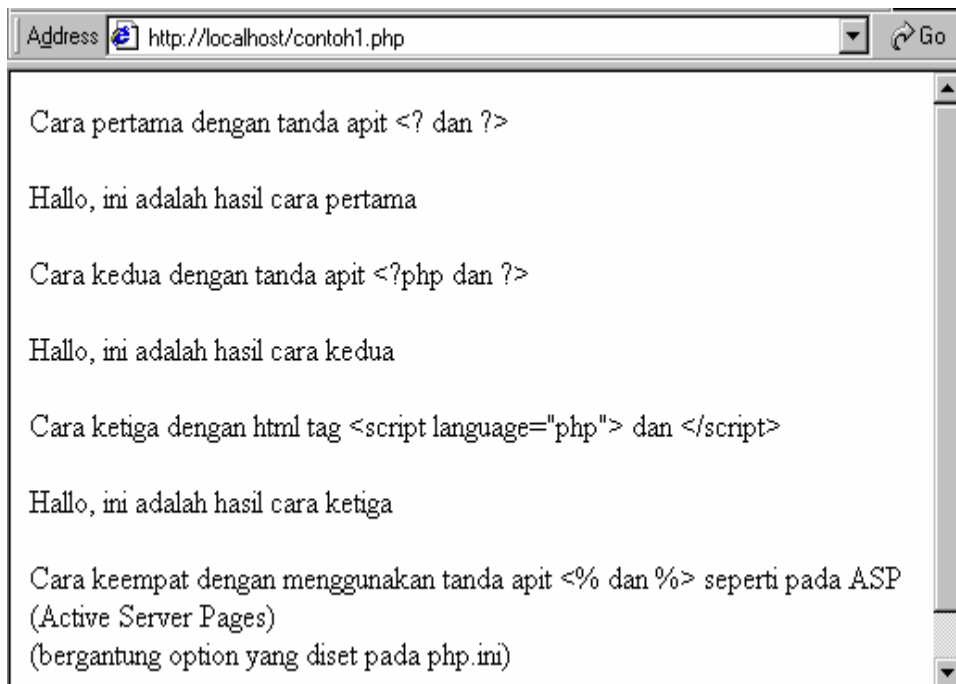 Address http://localhost/contoh1.php Go
Cara pertama dengan tanda apit <? dan ?>
Hallo, ini adalah hasil cara pertama
Cara kedua dengan tanda apit <?php dan ?>
Hallo, ini adalah hasil cara kedua
Cara ketiga dengan html tag <script language="php"> dan </script>
Hallo, ini adalah hasil cara ketiga
Cara keempat dengan menggunakan tanda apit <% dan %> seperti pada ASP
(Active Server Pages)
(bergantung option yang diset pada php.ini)